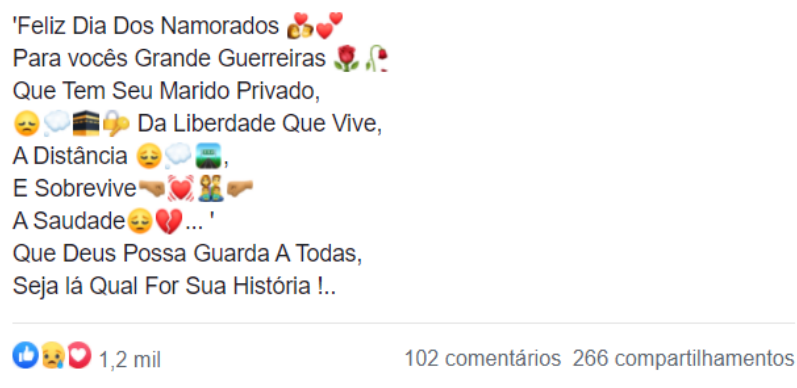 'Feliz Dia Dos Namorados 💏💕
Para vocês Grande Guerreiras 🌹🥀
Que Tem Seu Marido Privado,
😞💭🕋🔐 Da Liberdade Que Vive,
A Distância 😔💭🛣️,
E Sobrevive🤜💓👫🤛
A Saudade😔💔... '
Que Deus Possa Guarda A Todas,
Seja lá Qual For Sua História !..
1,2 mil 102 comentários 266 compartilhamentos